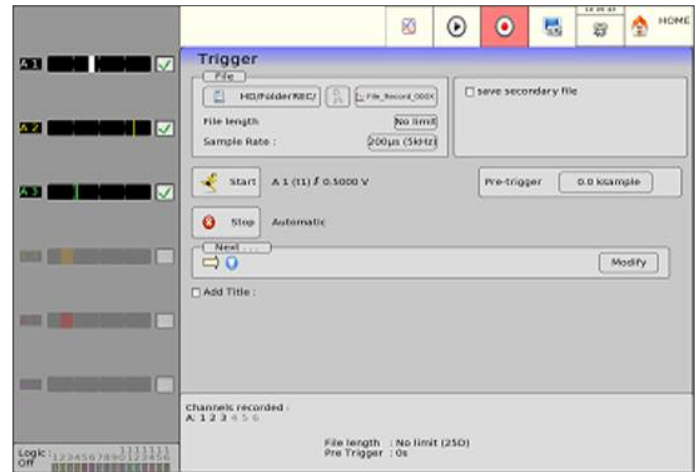 HOME
A 1
Trigger
File
HD/Folder REC/
File_Record_000X
save secondary file
A 2
File length
No limit
Sample Rate :
200µs (5kHz)
A 3
Start
A 1 (t1) ƒ 0.5000 V
Pre-trigger
0.0 ksample
Stop
Automatic
Next . . .
Modify
Add Title :
Channels recorded :
A: 1 2 3 4 5 6
File length : No limit (25D)
Pre Trigger : 0s
Logic :
Off
1234567890123456